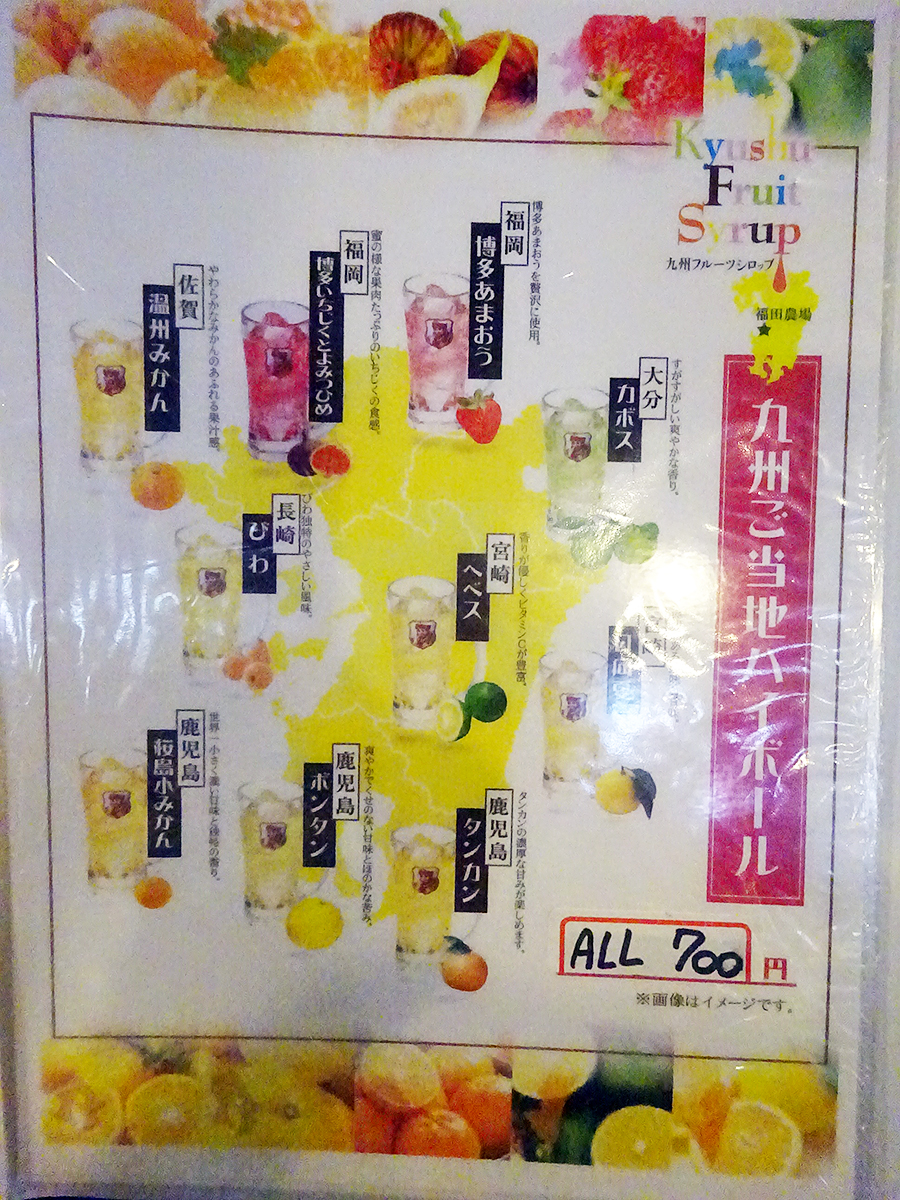 Kyushu
Fruit
Syrup
九州フルーツシロップ
福田農場
九州ご当地ハイボール
福岡
博多あまおう
博多あまおうを贅沢に使用。
福岡
博多いちじくとよみつひめ
蜜の様な果肉たっぷりのいちじくの食感。
佐賀
温州みかん
やわらかなみかんのあふれる果汁感。
大分
カボス
すがすがしい爽やかな香り。
長崎
びわ
びわ独特のやさしい風味。
宮崎
ヘベス
香りが優しくビタミンCが豊富。
宮崎
日向夏
鹿児島
桜島小みかん
世界一小さく濃い甘味と独特の香り。
鹿児島
ボンタン
爽やかでくせのない甘味とほのかな苦み。
鹿児島
タンカン
タンカンの濃厚な甘みが楽しめます。
ALL 700円
※画像はイメージです。